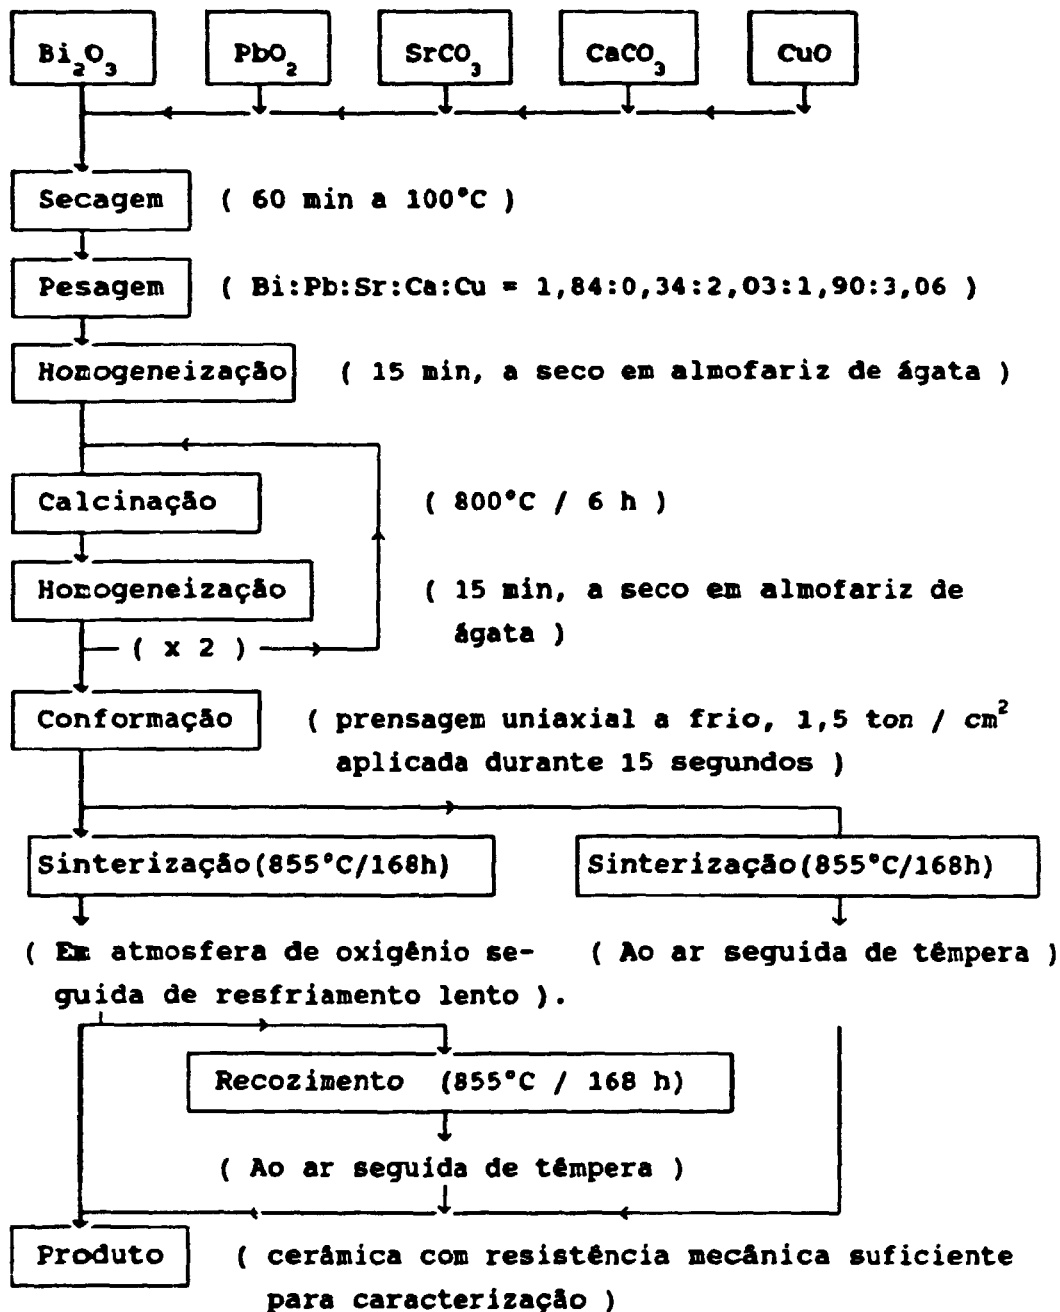 Bi₂O₃ PbO₂ SrCO₃ CaCO₃ CuO
Secagem ( 60 min a 100°C )
Pesagem ( Bi:Pb:Sr:Ca:Cu = 1,84:0,34:2,03:1,90:3,06 )
Homogeneização ( 15 min, a seco em almofariz de ágata )
Calcinação ( 800°C / 6 h )
Homogeneização ( 15 min, a seco em almofariz de
ágata )
( x 2 )
Conformação ( prensagem uniaxial a frio, 1,5 ton / cm²
aplicada durante 15 segundos )
Sinterização(855°C/168h) Sinterização(855°C/168h)
( Em atmosfera de oxigênio se- ( Ao ar seguida de têmpera )
guida de resfriamento lento ).
Recozimento (855°C / 168 h)
( Ao ar seguida de têmpera )
Produto ( cerâmica com resistência mecânica suficiente
para caracterização )